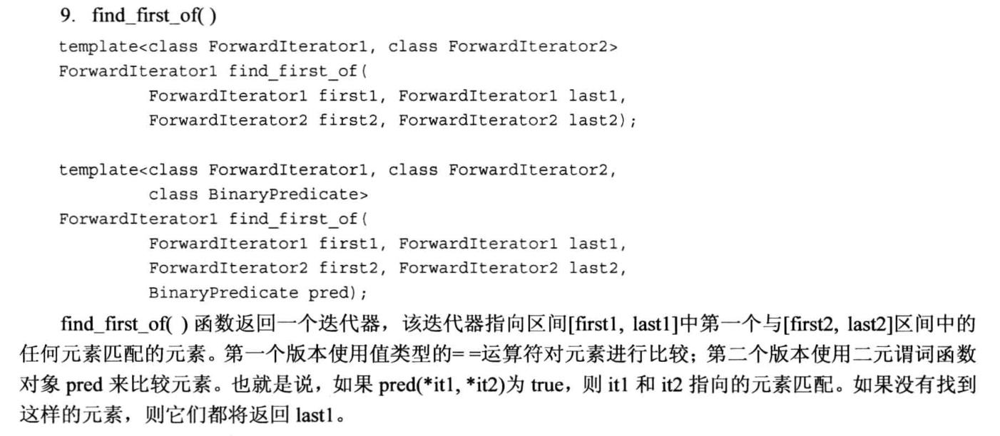 9. find_first_of( )
template<class ForwardIterator1, class ForwardIterator2>
ForwardIterator1 find_first_of(
ForwardIterator1 first1, ForwardIterator1 last1,
ForwardIterator2 first2, ForwardIterator2 last2);
template<class ForwardIterator1, class ForwardIterator2,
class BinaryPredicate>
ForwardIterator1 find_first_of(
ForwardIterator1 first1, ForwardIterator1 last1,
ForwardIterator2 first2, ForwardIterator2 last2,
BinaryPredicate pred);
find_first_of( ) 函数返回一个迭代器，该迭代器指向区间[first1, last1]中第一个与[first2, last2]区间中的
任何元素匹配的元素。第一个版本使用值类型的= =运算符对元素进行比较；第二个版本使用二元谓词函数
对象 pred 来比较元素。也就是说，如果 pred(*it1, *it2)为 true，则 it1 和 it2 指向的元素匹配。如果没有找到
这样的元素，则它们都将返回 last1。